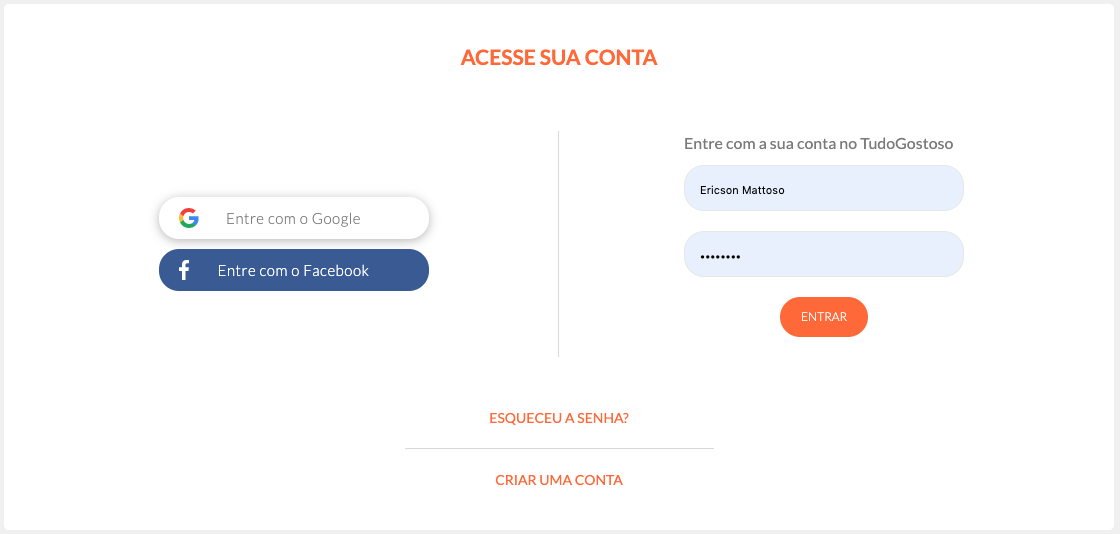 ACESSE SUA CONTA
Entre com o Google
Entre com o Facebook
Entre com a sua conta no TudoGostoso
Ericson Mattoso
••••••••
ENTRAR
ESQUECEU A SENHA?
CRIAR UMA CONTA